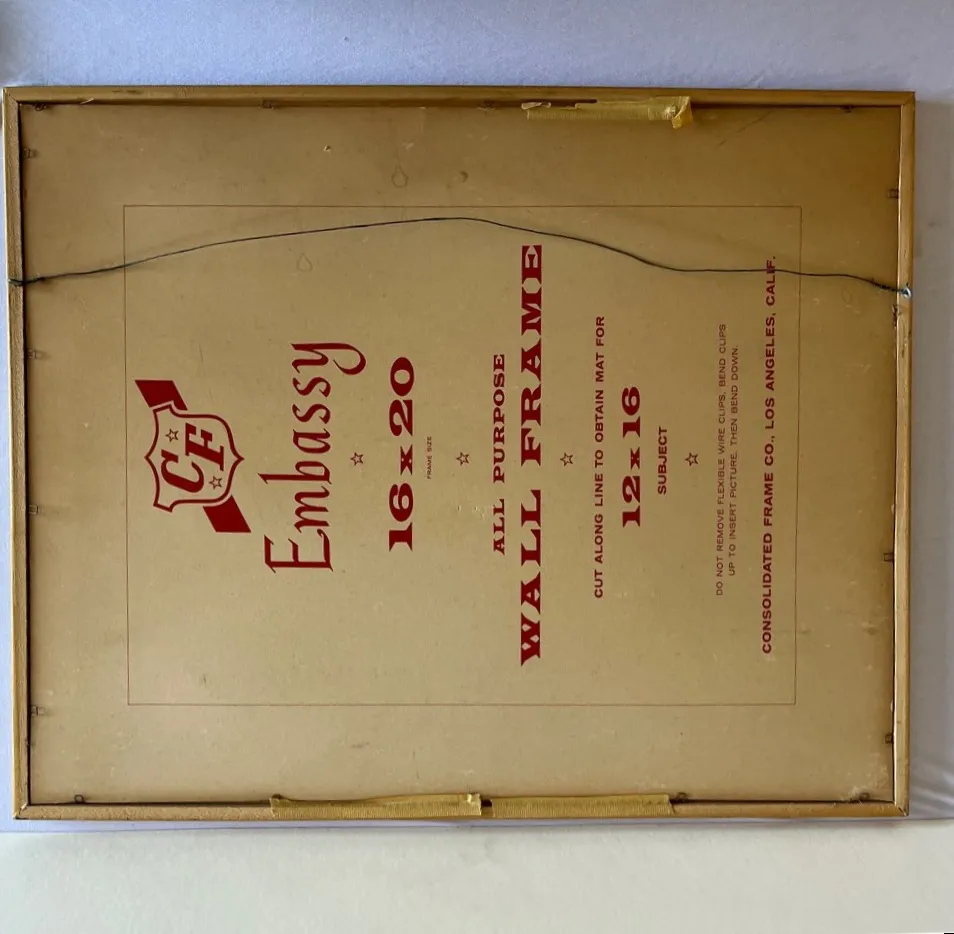 CF
Embassy
16 x 20
FRAME SIZE
ALL PURPOSE
WALL FRAME
CUT ALONG LINE TO OBTAIN MAT FOR
12 x 16
SUBJECT
DO NOT REMOVE FLEXIBLE WIRE CLIPS, BEND CLIPS
UP TO INSERT PICTURE, THEN BEND DOWN.
CONSOLIDATED FRAME CO., LOS ANGELES, CALIF.